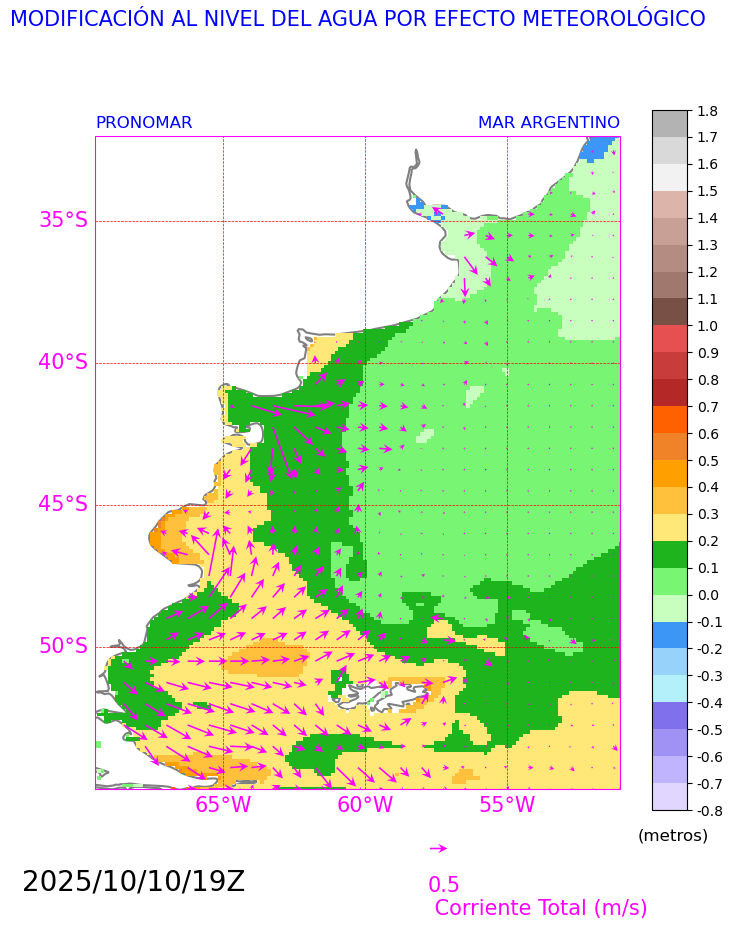 MODIFICACIÓN AL NIVEL DEL AGUA POR EFECTO METEOROLÓGICO
PRONOMAR MAR ARGENTINO
35°S
40°S
45°S
50°S
65°W 60°W 55°W
1.8
1.7
1.6
1.5
1.4
1.3
1.2
1.1
1.0
0.9
0.8
0.7
0.6
0.5
0.4
0.3
0.2
0.1
0.0
-0.1
-0.2
-0.3
-0.4
-0.5
-0.6
-0.7
-0.8
(metros)
2025/10/10/19Z
0.5
Corriente Total (m/s)